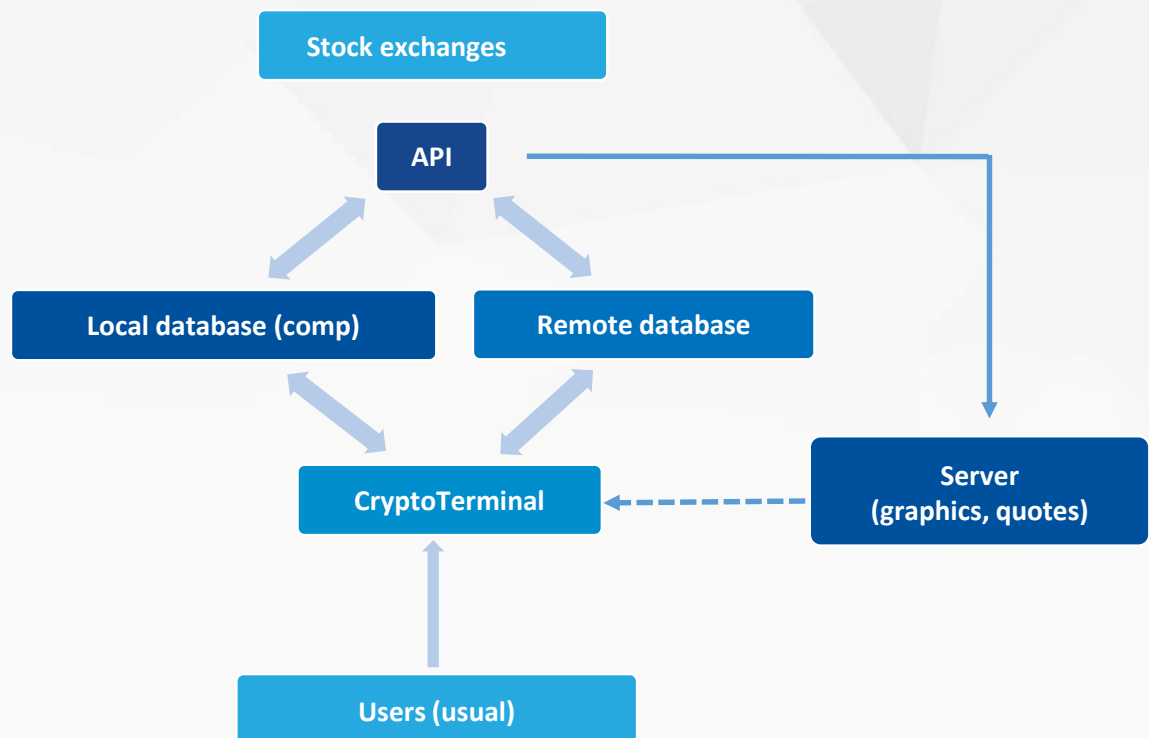 Stock exchanges
API
Local database (comp)
Remote database
CryptoTerminal
Server
(graphics, quotes)
Users (usual)